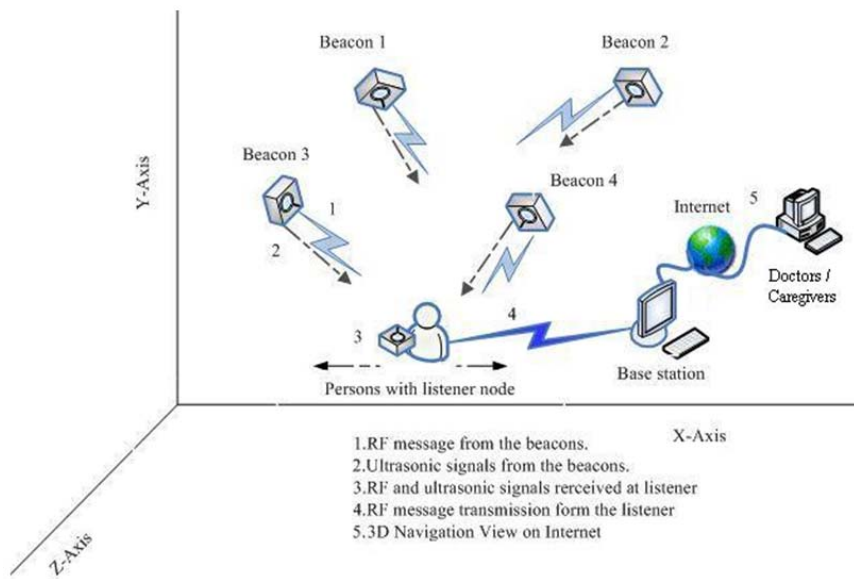 Beacon 1
Beacon 2
Beacon 3
Beacon 4
1
2
3
4
5
Internet
Doctors /
Caregivers
Base station
Persons with listener node
Y-Axis
X-Axis
Z-Axis
1.RF message from the beacons.
2.Ultrasonic signals from the beacons.
3.RF and ultrasonic signals rerceived at listener
4.RF message transmission form the listener
5.3D Navigation View on Internet